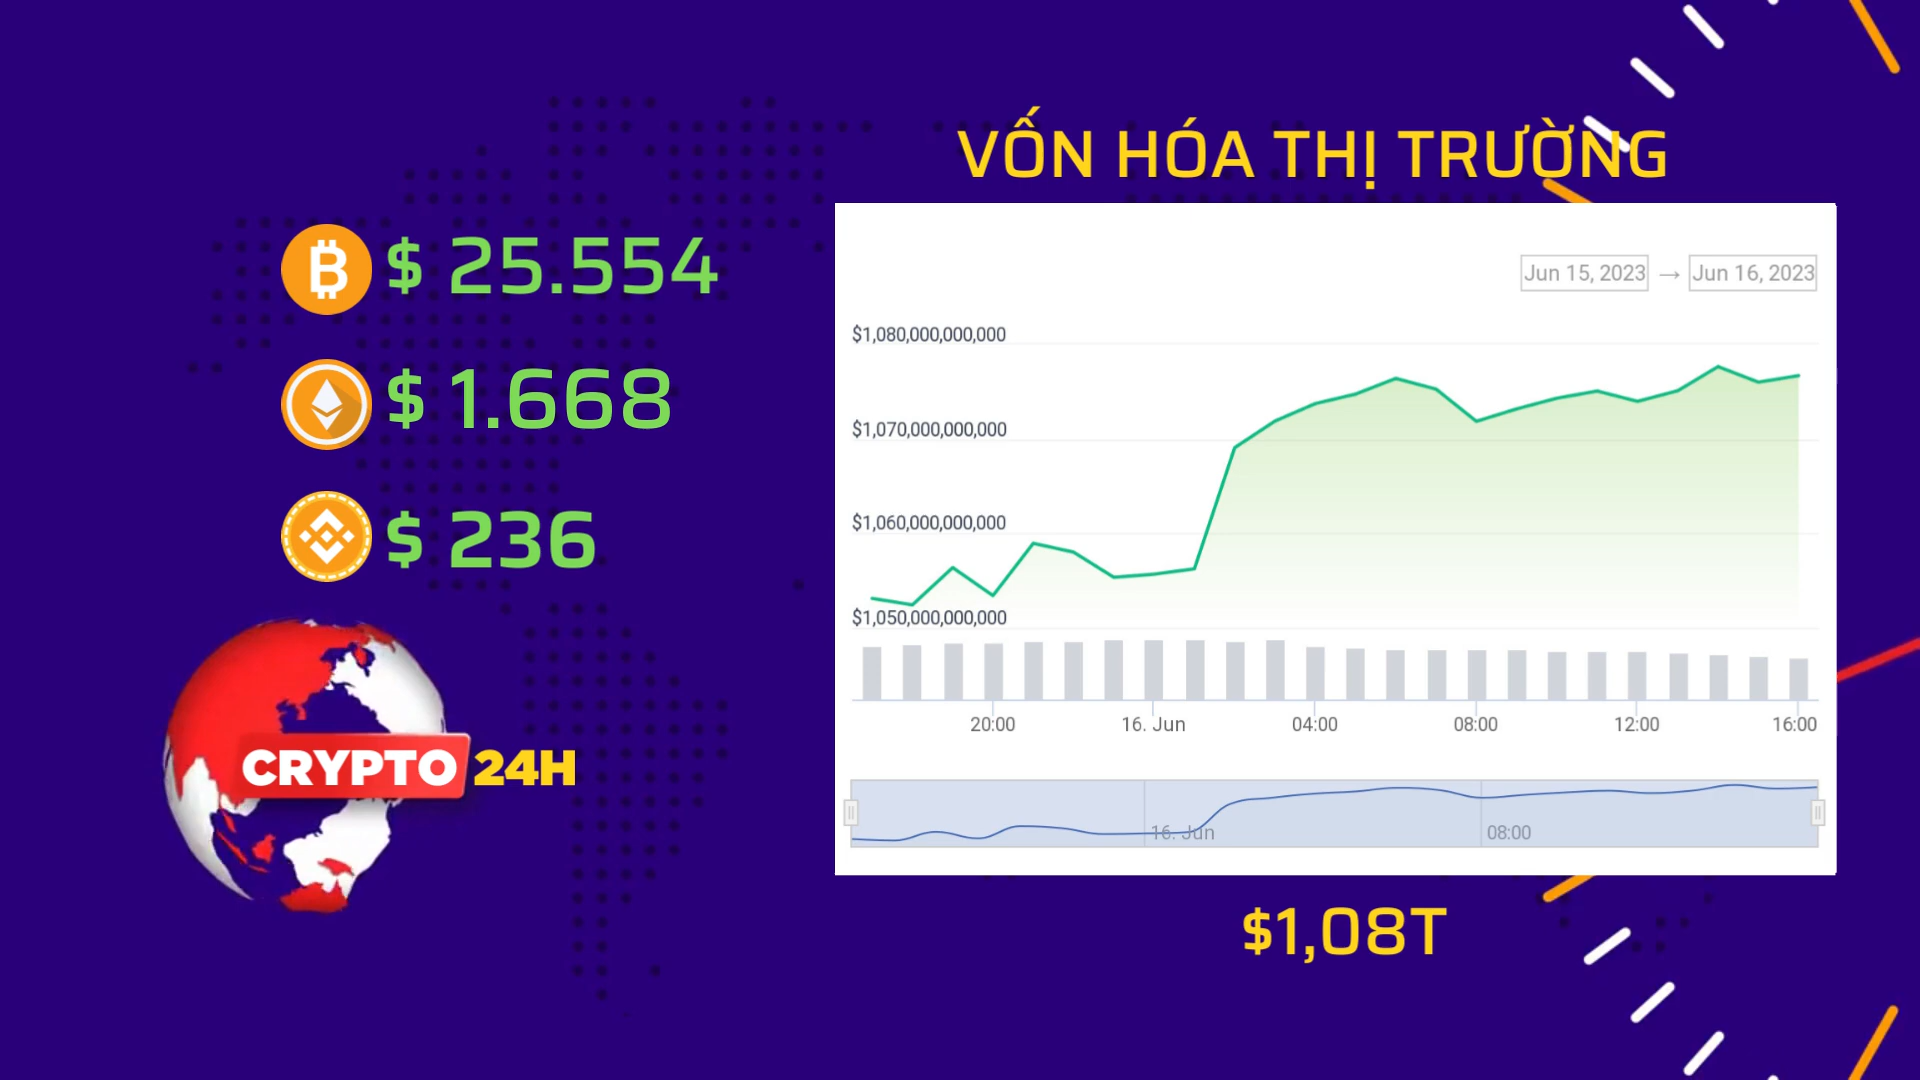 VỐN HÓA THỊ TRƯỜNG
$ 25.554
$ 1.668
$ 236
CRYPTO 24H
Jun 15, 2023 → Jun 16, 2023
$1,080,000,000,000
$1,070,000,000,000
$1,060,000,000,000
$1,050,000,000,000
20:00 16. Jun 04:00 08:00 12:00 16:00
16. Jun 08:00
$1,08T